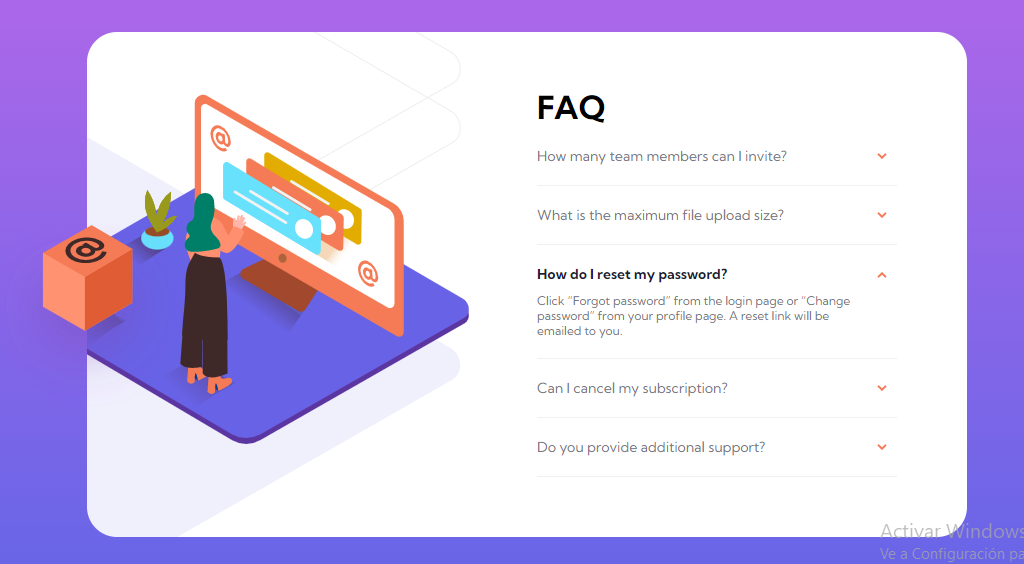 FAQ
How many team members can I invite?
What is the maximum file upload size?
How do I reset my password?
Click “Forgot password” from the login page or “Change
password” from your profile page. A reset link will be
emailed to you.
Can I cancel my subscription?
Do you provide additional support?
Activar Windows
Ve a Configuración pa
@
@
@